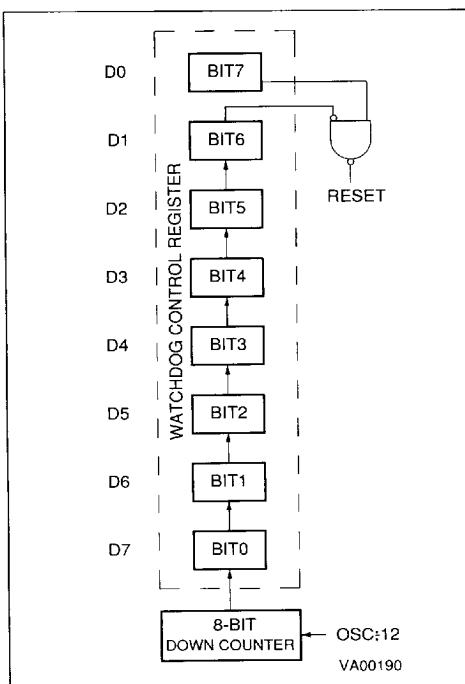 D0 BIT7
D1 BIT6
RESET
D2 BIT5
D3 BIT4
D4 BIT3
D5 BIT2
D6 BIT1
D7 BIT0
WATCHDOG CONTROL REGISTER
8-BIT
DOWN COUNTER
OSC÷12
VA00190